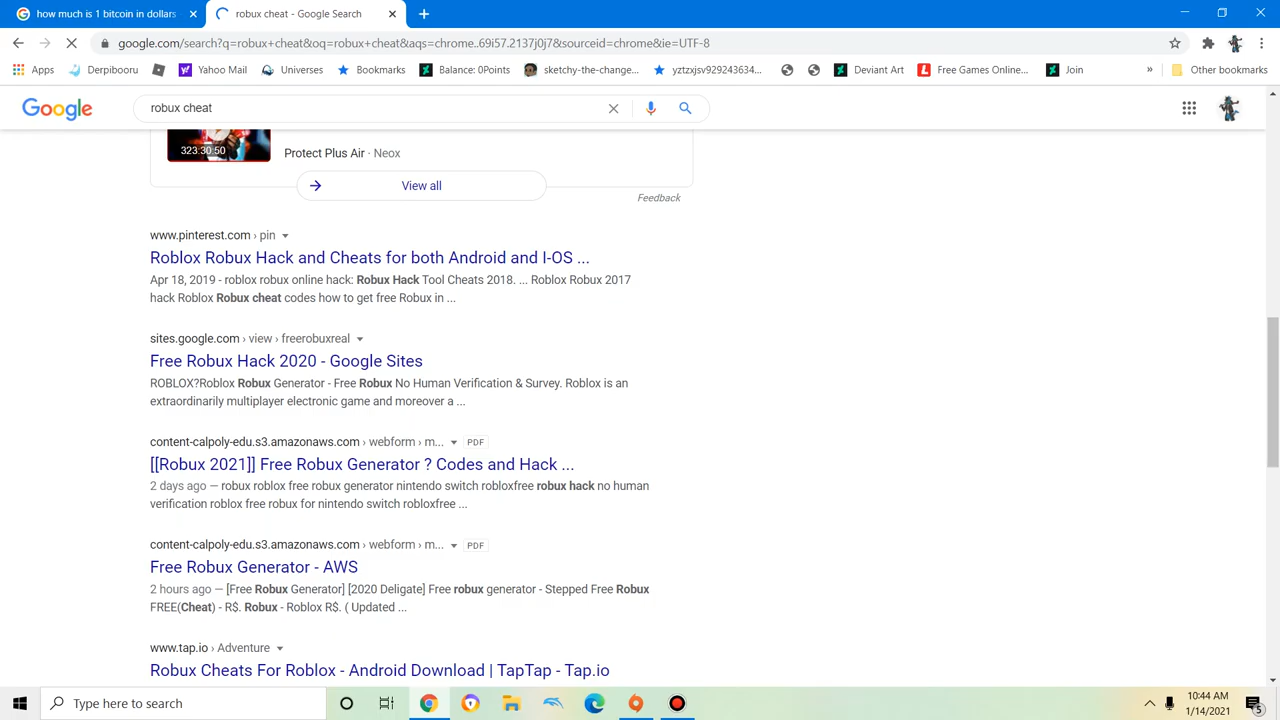 how much is 1 bitcoin in dollars
robux cheat - Google Search
google.com/search?q=robux+cheat&oq=robux+cheat&aqs=chrome..69i57.2137j0j7&sourceid=chrome&ie=UTF-8
Apps Derpibooru Yahoo Mail Universes Bookmarks Balance: 0Points sketchy-the-change... yztzxjsv929243634... Deviant Art Free Games Online... Join » Other bookmarks
Google robux cheat
323:30:50
Protect Plus Air · Neox
View all
Feedback
www.pinterest.com › pin
Roblox Robux Hack and Cheats for both Android and I-OS ...
Apr 18, 2019 - roblox robux online hack: Robux Hack Tool Cheats 2018. ... Roblox Robux 2017
hack Roblox Robux cheat codes how to get free Robux in ...
sites.google.com › view › freerobuxreal
Free Robux Hack 2020 - Google Sites
ROBLOX?Roblox Robux Generator - Free Robux No Human Verification & Survey. Roblox is an
extraordinarily multiplayer electronic game and moreover a ...
content-calpoly-edu.s3.amazonaws.com › webform › m... PDF
[[Robux 2021]] Free Robux Generator ? Codes and Hack ...
2 days ago — robux roblox free robux generator nintendo switch robloxfree robux hack no human
verification roblox free robux for nintendo switch robloxfree ...
content-calpoly-edu.s3.amazonaws.com › webform › m... PDF
Free Robux Generator - AWS
2 hours ago — [Free Robux Generator] [2020 Deligate] Free robux generator - Stepped Free Robux
FREE(Cheat) - R$. Robux - Roblox R$. ( Updated ...
www.tap.io › Adventure
Robux Cheats For Roblox - Android Download | TapTap - Tap.io
Type here to search
10:44 AM
1/14/2021
5